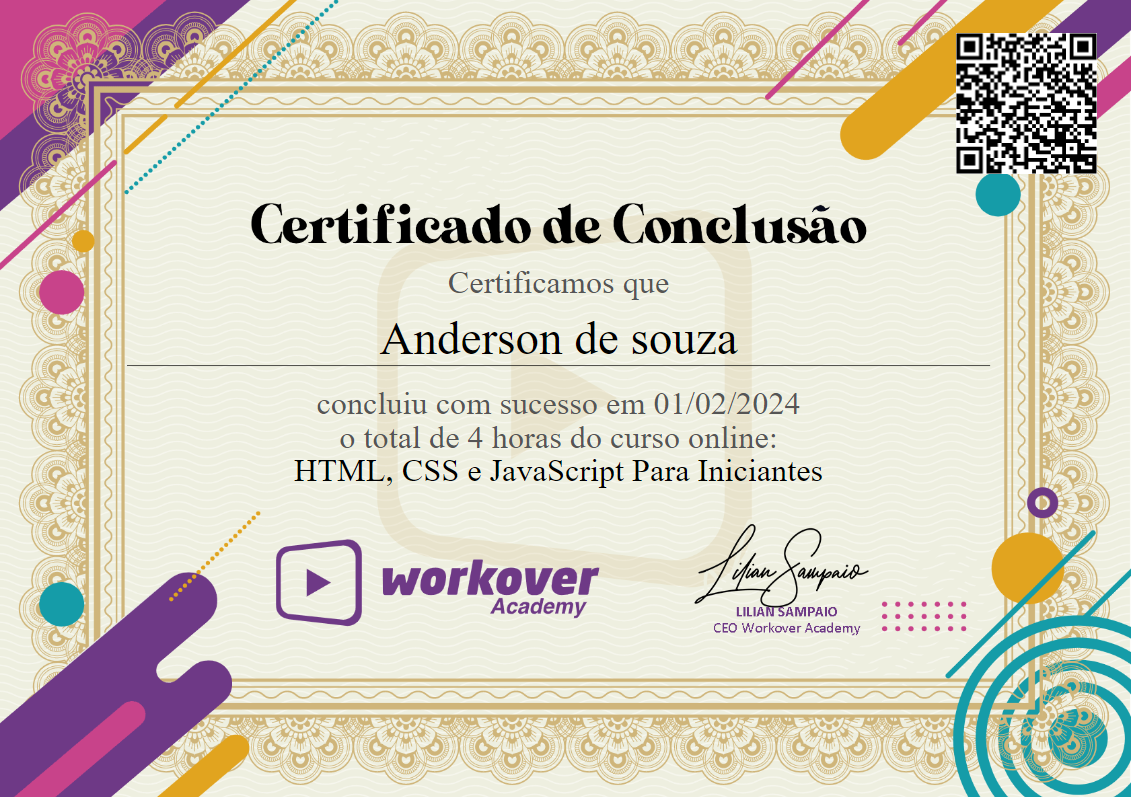 Certificado de Conclusão
Certificamos que
Anderson de souza
concluiu com sucesso em 01/02/2024
o total de 4 horas do curso online:
HTML, CSS e JavaScript Para Iniciantes
workover
Academy
Lilian Sampaio
LILIAN SAMPAIO
CEO Workover Academy